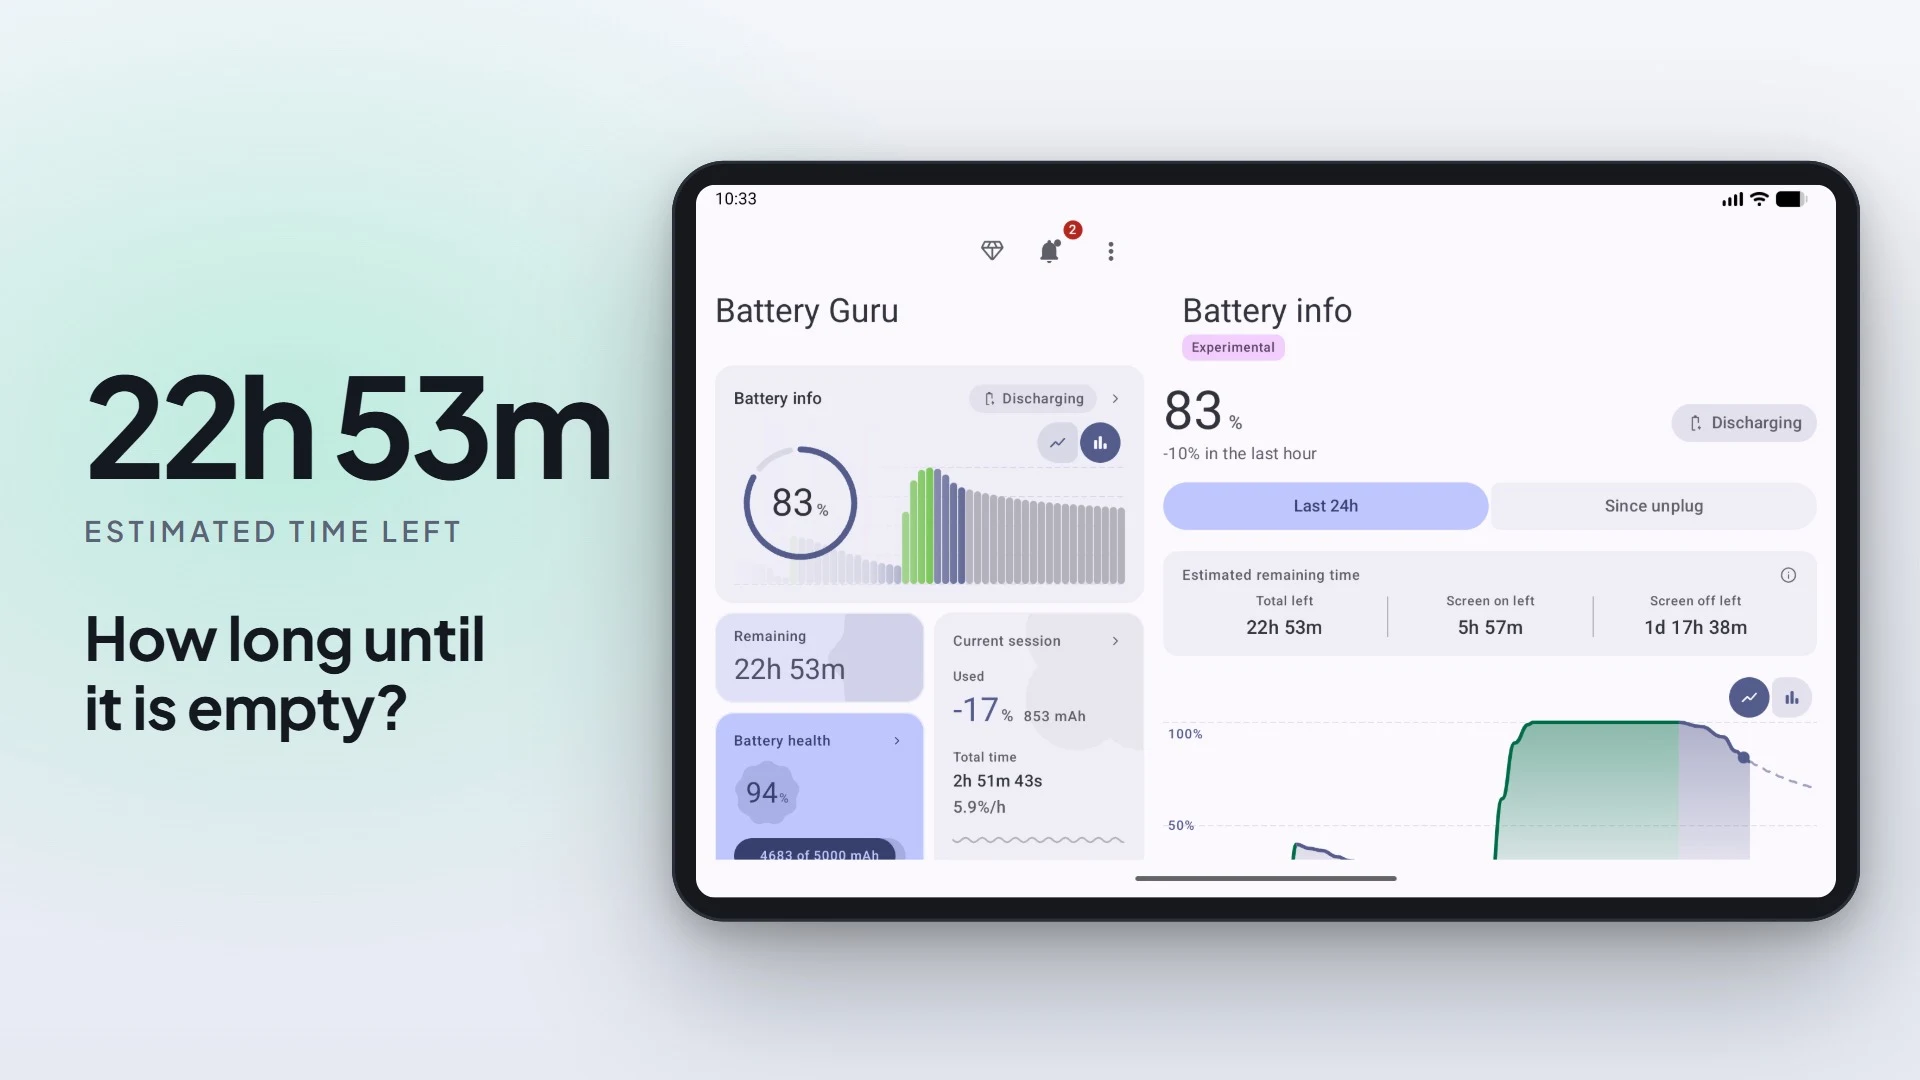 22h 53m
ESTIMATED TIME LEFT
How long until
it is empty?
10:33
2
Battery Guru
Battery info
Discharging
83%
Remaining
22h 53m
Battery health
94%
4683 of 5000 mAh
Current session
Used
-17% 853 mAh
Total time
2h 51m 43s
5.9%/h
Battery info
Experimental
83%
Discharging
-10% in the last hour
Last 24h
Since unplug
Estimated remaining time
Total left
22h 53m
Screen on left
5h 57m
Screen off left
1d 17h 38m
100%
50%